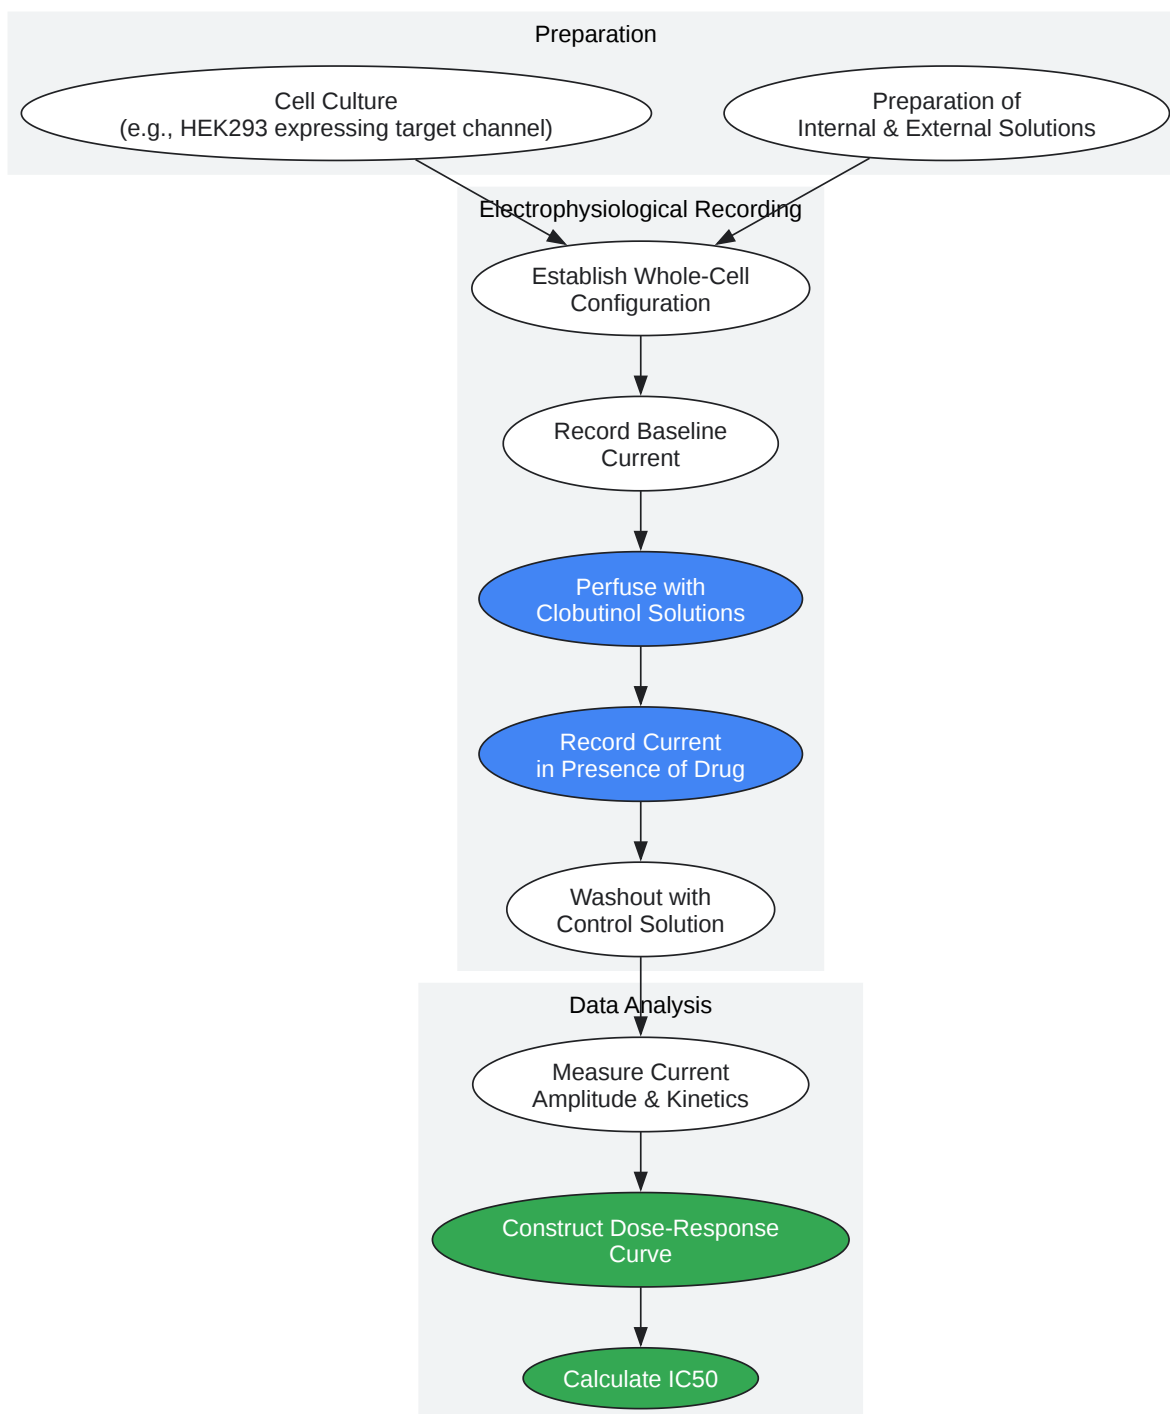 Preparation
Cell Culture
(e.g., HEK293 expressing target channel)
Preparation of
Internal & External Solutions
Electrophysiological Recording
Establish Whole-Cell
Configuration
Record Baseline
Current
Perfuse with
Clobutinol Solutions
Record Current
in Presence of Drug
Washout with
Control Solution
Data Analysis
Measure Current
Amplitude & Kinetics
Construct Dose-Response
Curve
Calculate IC50